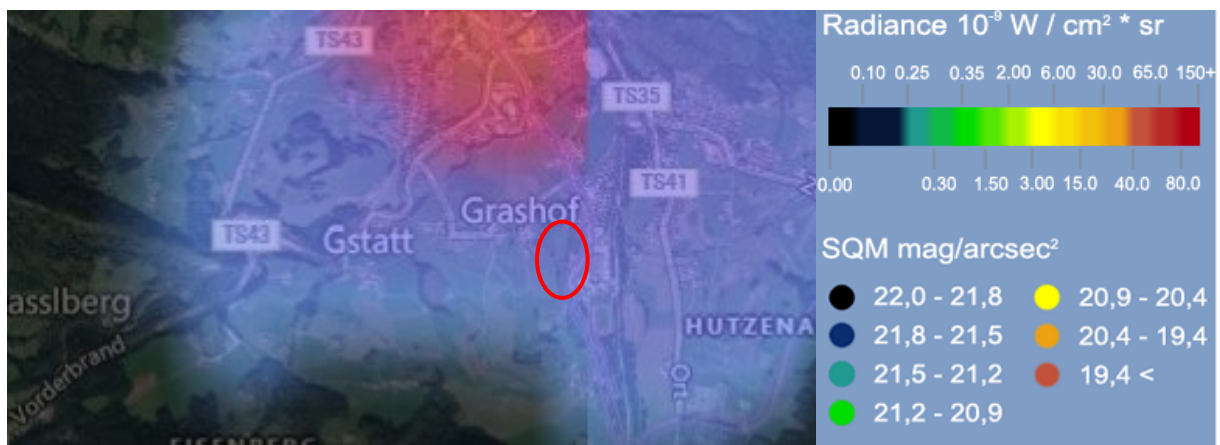 TS43
TS35
TS41
Grashof
TS43
Gstatt
asslberg
HUTZENA
Vorderbrand
Ort
EISENBERG
Radiance 10⁻⁹ W / cm² * sr
0.10 0.25 0.35 2.00 6.00 30.0 65.0 150+
0.00 0.30 1.50 3.00 15.0 40.0 80.0
SQM mag/arcsec²
22,0 - 21,8 20,9 - 20,4
21,8 - 21,5 20,4 - 19,4
21,5 - 21,2 19,4 <
21,2 - 20,9